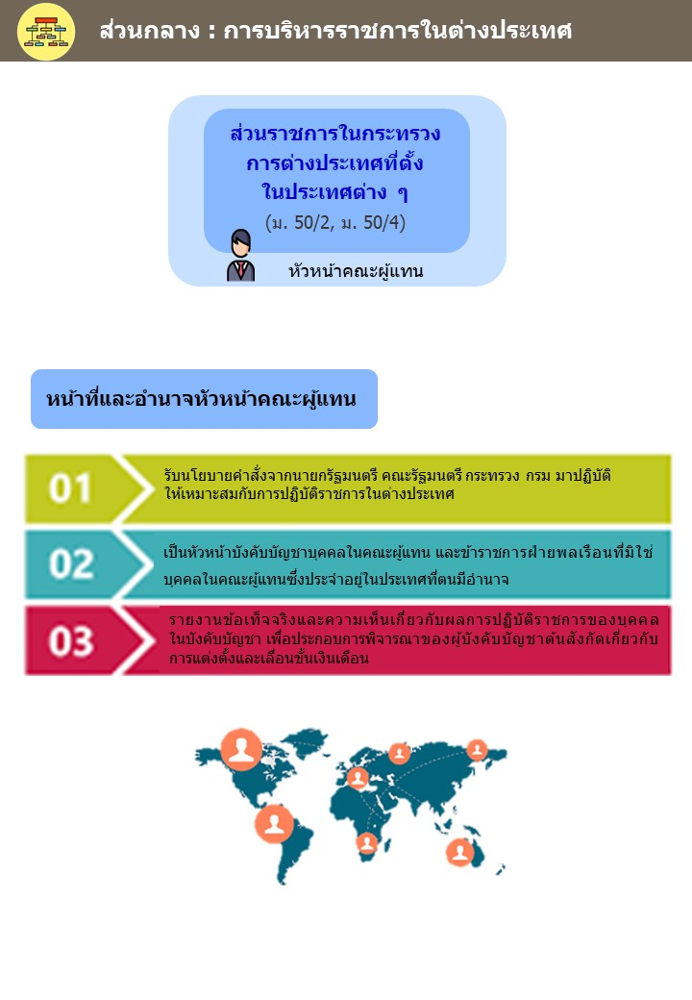 ส่วนกลาง : การบริหารราชการในต่างประเทศ
ส่วนราชการในกระทรวง
การต่างประเทศที่ตั้ง
ในประเทศต่าง ๆ
(ม. 50/2, ม. 50/4)
หัวหน้าคณะผู้แทน
หน้าที่และอำนาจหัวหน้าคณะผู้แทน
01
รับนโยบายคำสั่งจากนายกรัฐมนตรี คณะรัฐมนตรี กระทรวง กรม มาปฏิบัติ
ให้เหมาะสมกับการปฏิบัติราชการในต่างประเทศ
02
เป็นหัวหน้าบังคับบัญชาบุคคลในคณะผู้แทน และข้าราชการฝ่ายพลเรือนที่มิใช่
บุคคลในคณะผู้แทนซึ่งประจำอยู่ในประเทศที่ตนมีอำนาจ
03
รายงานข้อเท็จจริงและความเห็นเกี่ยวกับผลการปฏิบัติราชการของบุคคล
ในบังคับบัญชา เพื่อประกอบการพิจารณาของผู้บังคับบัญชาต้นสังกัดเกี่ยวกับ
การแต่งตั้งและเลื่อนขั้นเงินเดือน